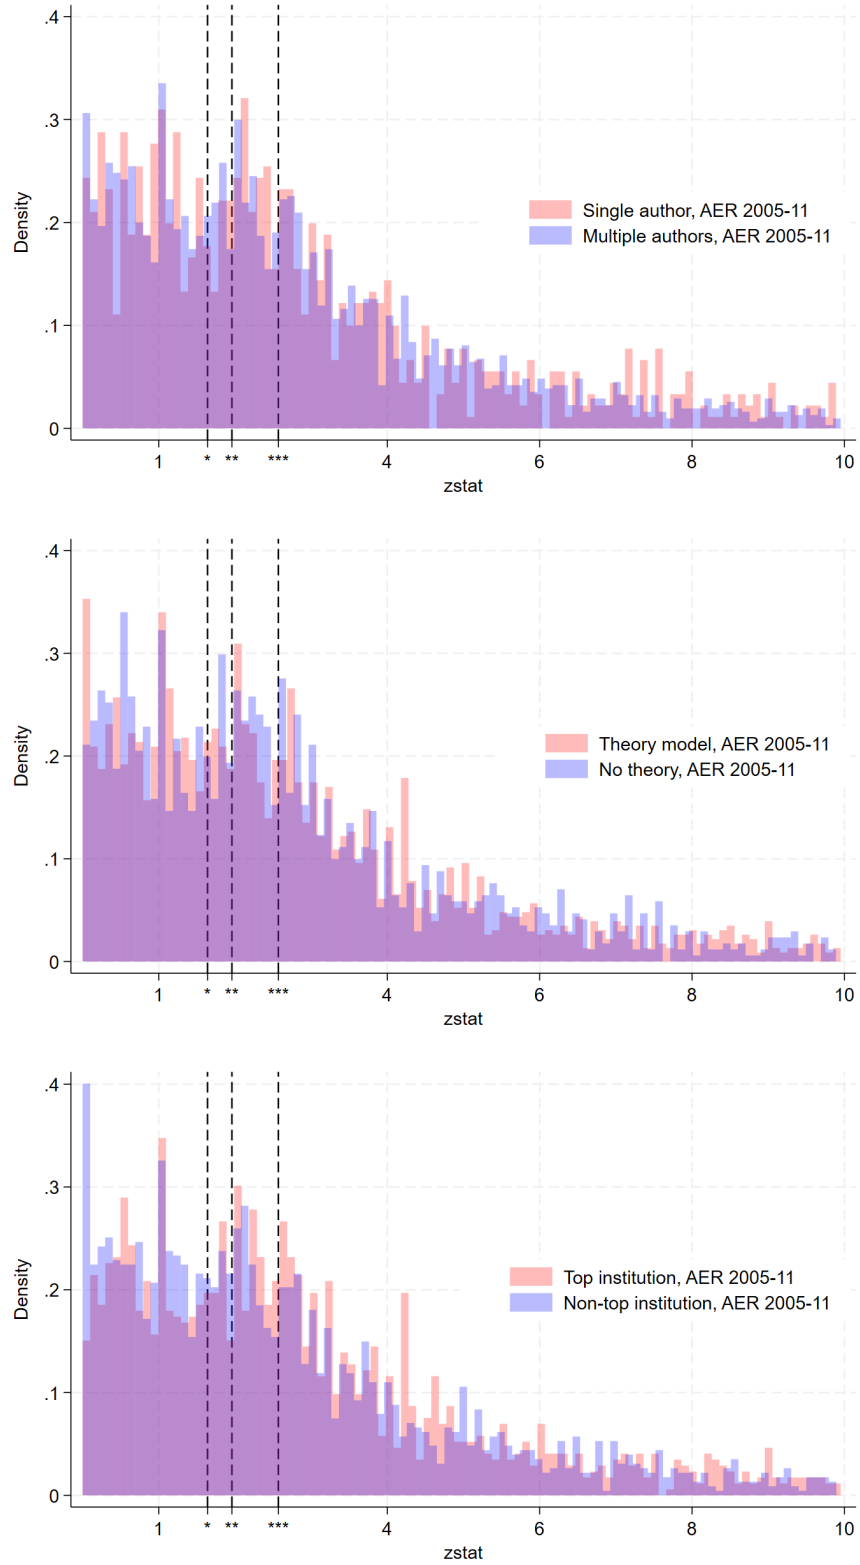 .4
.3
.2
.1
0
Density
Single author, AER 2005-11
Multiple authors, AER 2005-11
1 * ** *** 4 6 8 10
zstat
.4
.3
.2
.1
0
Density
Theory model, AER 2005-11
No theory, AER 2005-11
1 * ** *** 4 6 8 10
zstat
.4
.3
.2
.1
0
Density
Top institution, AER 2005-11
Non-top institution, AER 2005-11
1 * ** *** 4 6 8 10
zstat